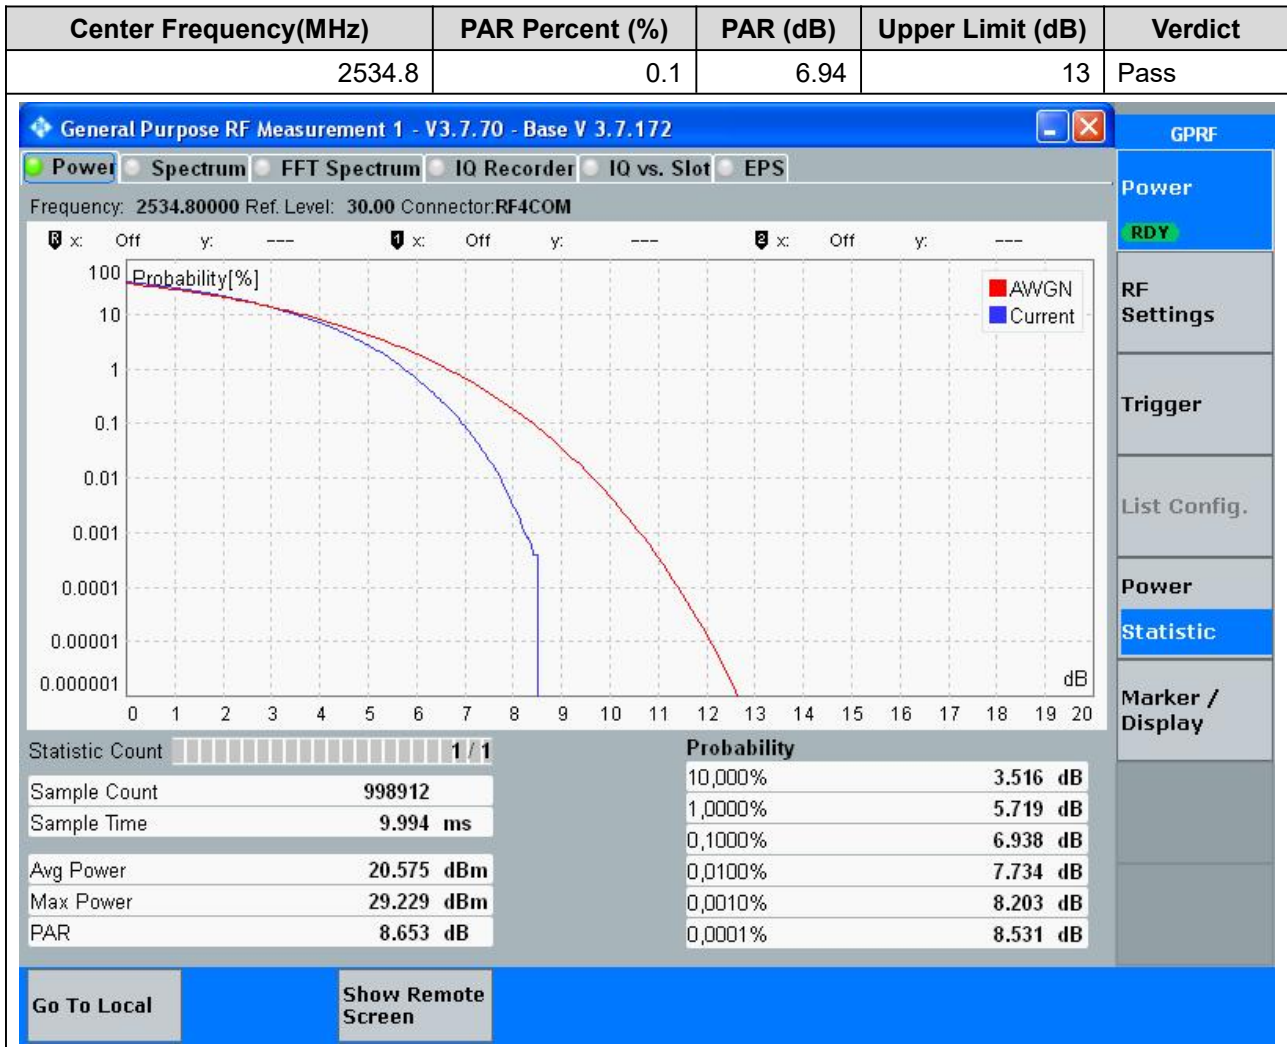 Center Frequency(MHz) PAR Percent (%) PAR (dB) Upper Limit (dB) Verdict
2534.8 0.1 6.94 13 Pass
General Purpose RF Measurement 1 - V3.7.70 - Base V 3.7.172
GPRF
Power Spectrum FFT Spectrum IQ Recorder IQ vs. Slot EPS
Frequency: 2534.80000 Ref. Level: 30.00 Connector:RF4COM
R x: Off y: --- 1 x: Off y: --- 2 x: Off y: ---
Probability[%]
AWGN
Current
100
10
1
0.1
0.01
0.001
0.0001
0.00001
0.000001
dB
0 1 2 3 4 5 6 7 8 9 10 11 12 13 14 15 16 17 18 19 20
Statistic Count 1 / 1
Sample Count 998912
Sample Time 9.994 ms
Avg Power 20.575 dBm
Max Power 29.229 dBm
PAR 8.653 dB
Probability
10,000% 3.516 dB
1,0000% 5.719 dB
0,1000% 6.938 dB
0,0100% 7.734 dB
0,0010% 8.203 dB
0,0001% 8.531 dB
Power
RDY
RF
Settings
Trigger
List Config.
Power
Statistic
Marker /
Display
Go To Local
Show Remote
Screen